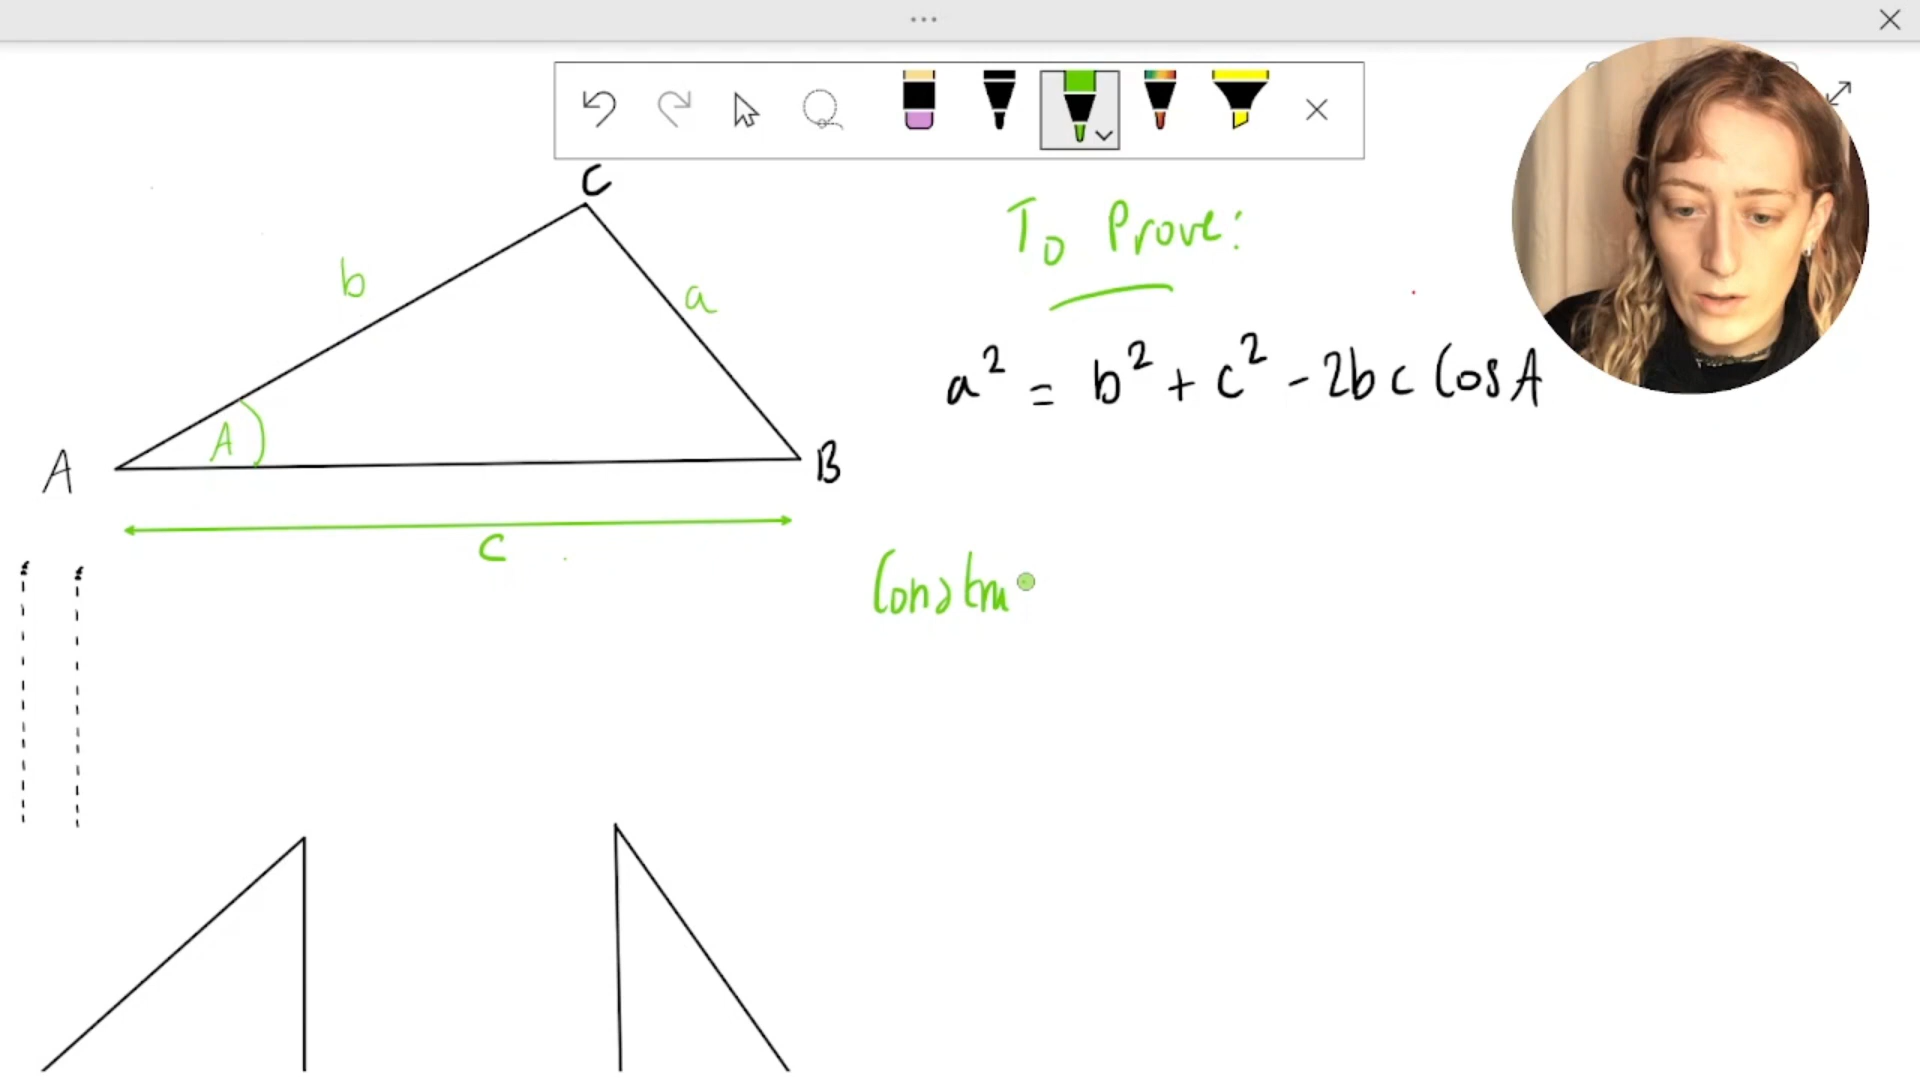 C
To Prove:
b
a
a² = b² + c² - 2bc Cos A
A
A
B
c
Constru